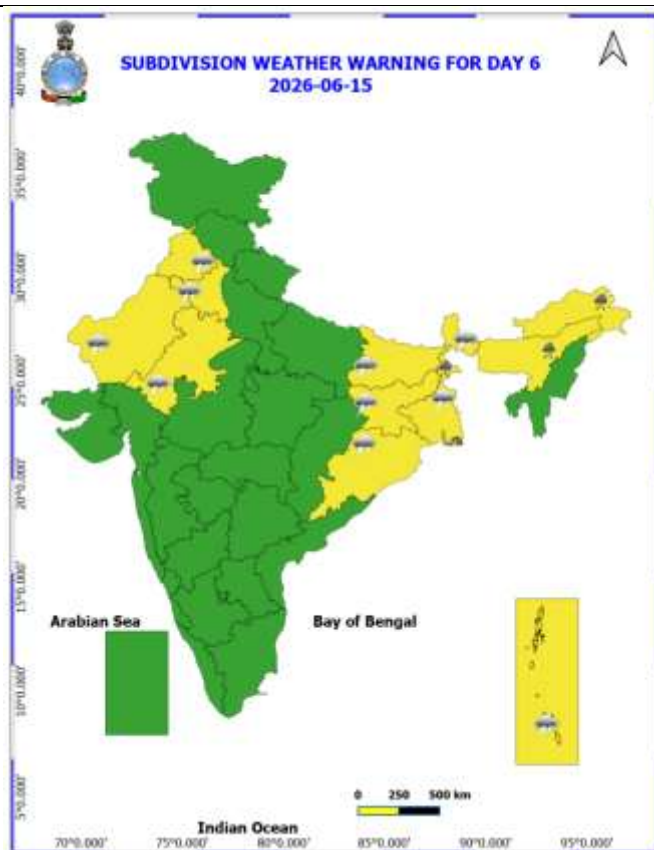 SUBDIVISION WEATHER WARNING FOR DAY 6
2026-06-15
40°0.000'
35°0.000'
30°0.000'
25°0.000'
20°0.000'
15°0.000'
10°0.000'
5°0.000'
Arabian Sea
Bay of Bengal
0 250 500 km
Indian Ocean
70°0.000' 75°0.000' 80°0.000' 85°0.000' 90°0.000' 95°0.000'